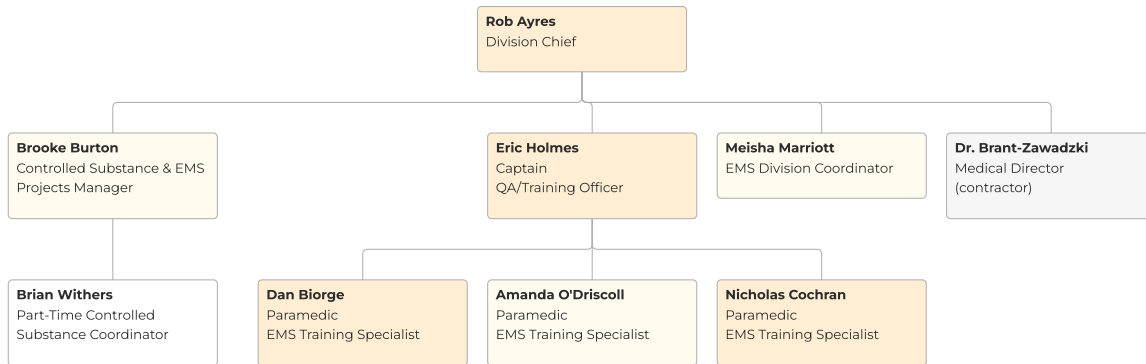 Rob Ayres
Division Chief
Brooke Burton
Controlled Substance & EMS
Projects Manager
Eric Holmes
Captain
QA/Training Officer
Meisha Marriott
EMS Division Coordinator
Dr. Brant-Zawadzki
Medical Director
(contractor)
Brian Withers
Part-Time Controlled
Substance Coordinator
Dan Biorge
Paramedic
EMS Training Specialist
Amanda O'Driscoll
Paramedic
EMS Training Specialist
Nicholas Cochran
Paramedic
EMS Training Specialist